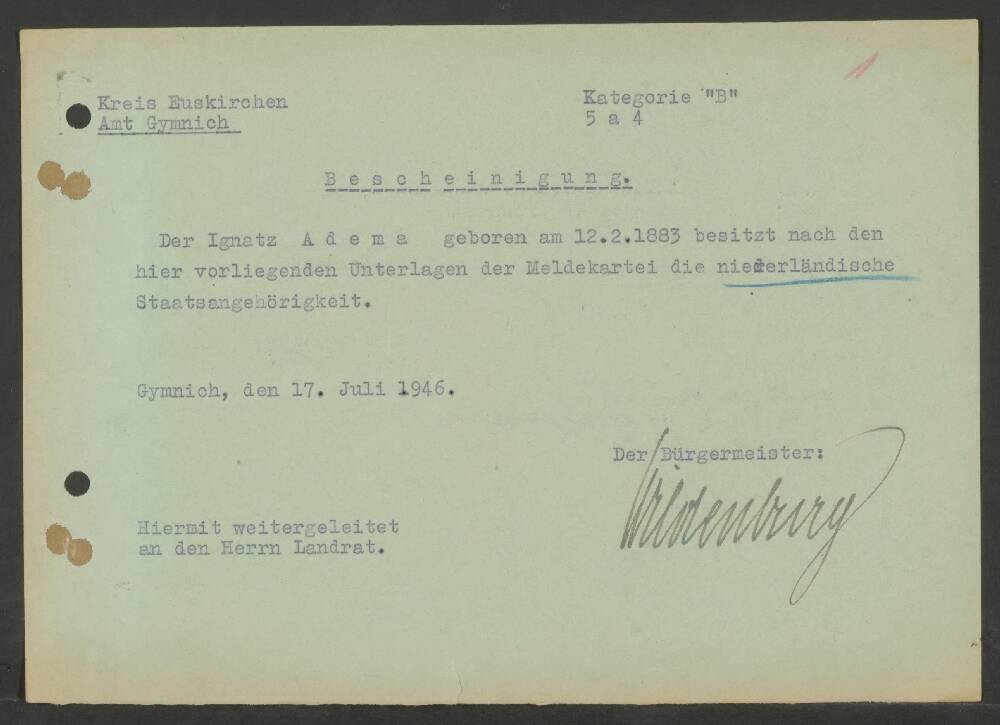 1
Kreis Euskirchen
Amt Gymnich
Kategorie "B"
5 a 4
Bescheinigung.
Der Ignatz Adema geboren am 12.2.1883 besitzt nach den
hier vorliegenden Unterlagen der Meldekartei die niederländische
Staatsangehörigkeit.
Gymnich, den 17. Juli 1946.
Der Bürgermeister:
Wildenburg
Hiermit weitergeleitet
an den Herrn Landrat.